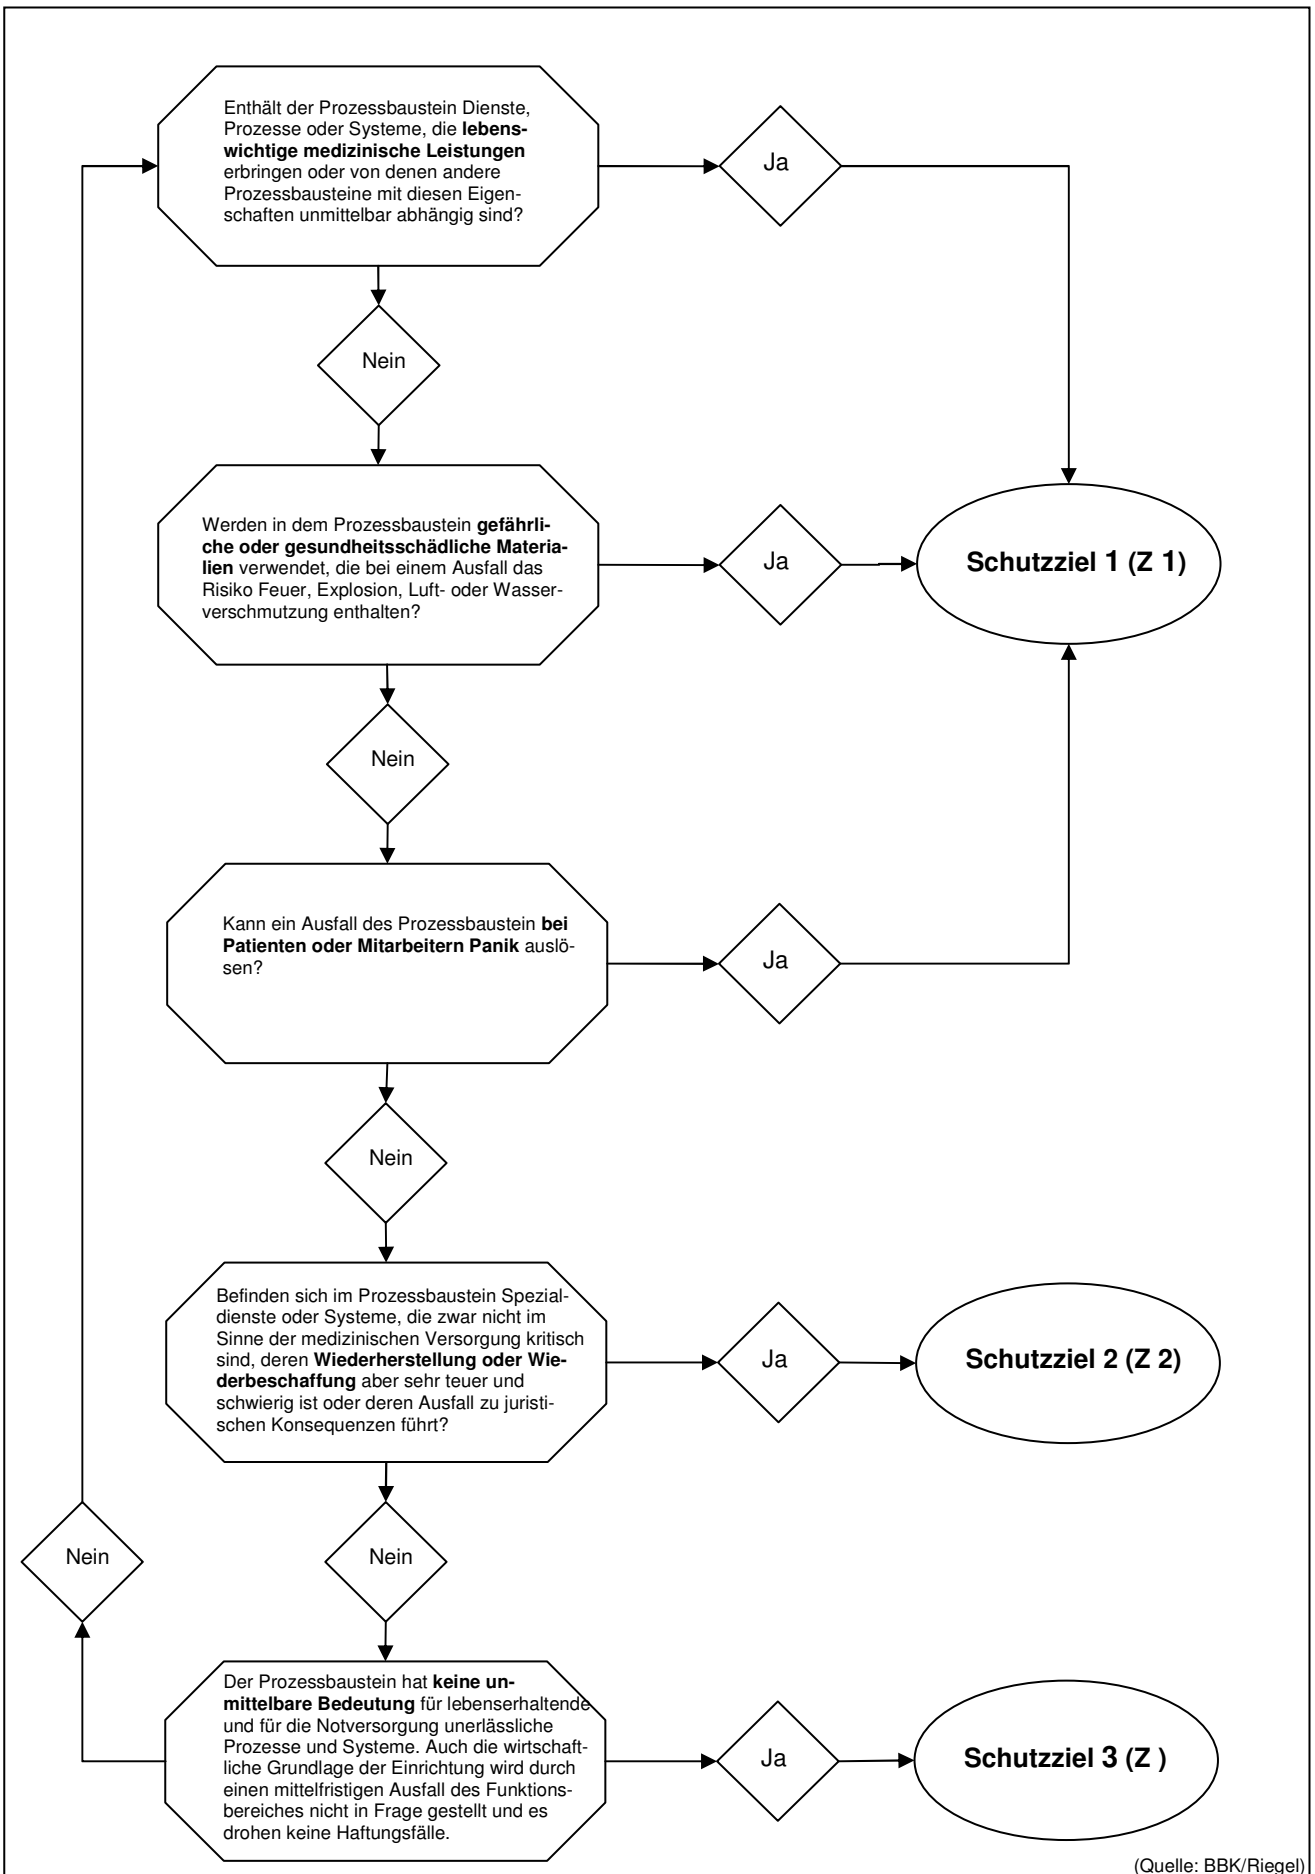 Enthält der Prozessbaustein Dienste,
Prozesse oder Systeme, die lebens-
wichtige medizinische Leistungen
erbringen oder von denen andere
Prozessbausteine mit diesen Eigen-
schaften unmittelbar abhängig sind?
Ja
Nein
Werden in dem Prozessbaustein gefährli-
che oder gesundheitsschädliche Materia-
lien verwendet, die bei einem Ausfall das
Risiko Feuer, Explosion, Luft- oder Wasser-
verschmutzung enthalten?
Ja
Schutzziel 1 (Z 1)
Nein
Kann ein Ausfall des Prozessbaustein bei
Patienten oder Mitarbeitern Panik auslö-
sen?
Ja
Nein
Befinden sich im Prozessbaustein Spezial-
dienste oder Systeme, die zwar nicht im
Sinne der medizinischen Versorgung kritisch
sind, deren Wiederherstellung oder Wie-
derbeschaffung aber sehr teuer und
schwierig ist oder deren Ausfall zu juristi-
schen Konsequenzen führt?
Ja
Schutzziel 2 (Z 2)
Nein
Nein
Der Prozessbaustein hat keine un-
mittelbare Bedeutung für lebenserhaltende
und für die Notversorgung unerlässliche
Prozesse und Systeme. Auch die wirtschaft-
liche Grundlage der Einrichtung wird durch
einen mittelfristigen Ausfall des Funktions-
bereiches nicht in Frage gestellt und es
drohen keine Haftungsfälle.
Ja
Schutzziel 3 (Z )
(Quelle: BBK/Riegel)